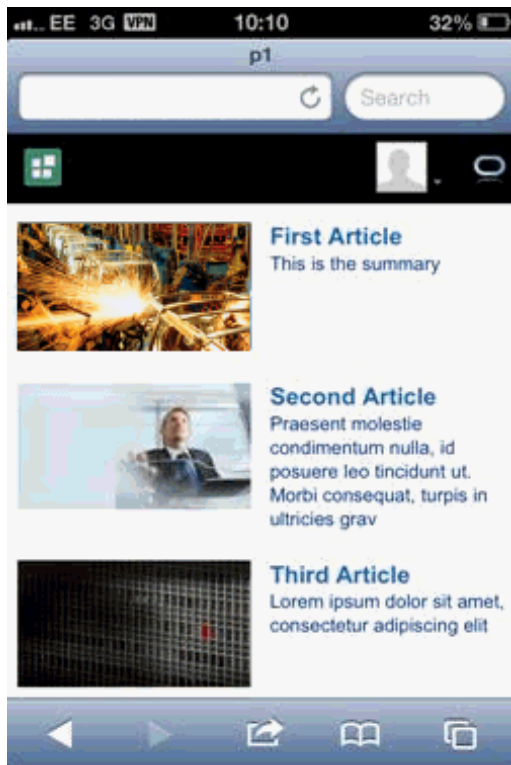 EE 3G VPN 10:10 32%
p1
Search
First Article
This is the summary
Second Article
Praesent molestie
condimentum nulla, id
posuere leo tincidunt ut.
Morbi consequat, turpis in
ultricies grav
Third Article
Lorem ipsum dolor sit amet,
consectetur adipiscing elit